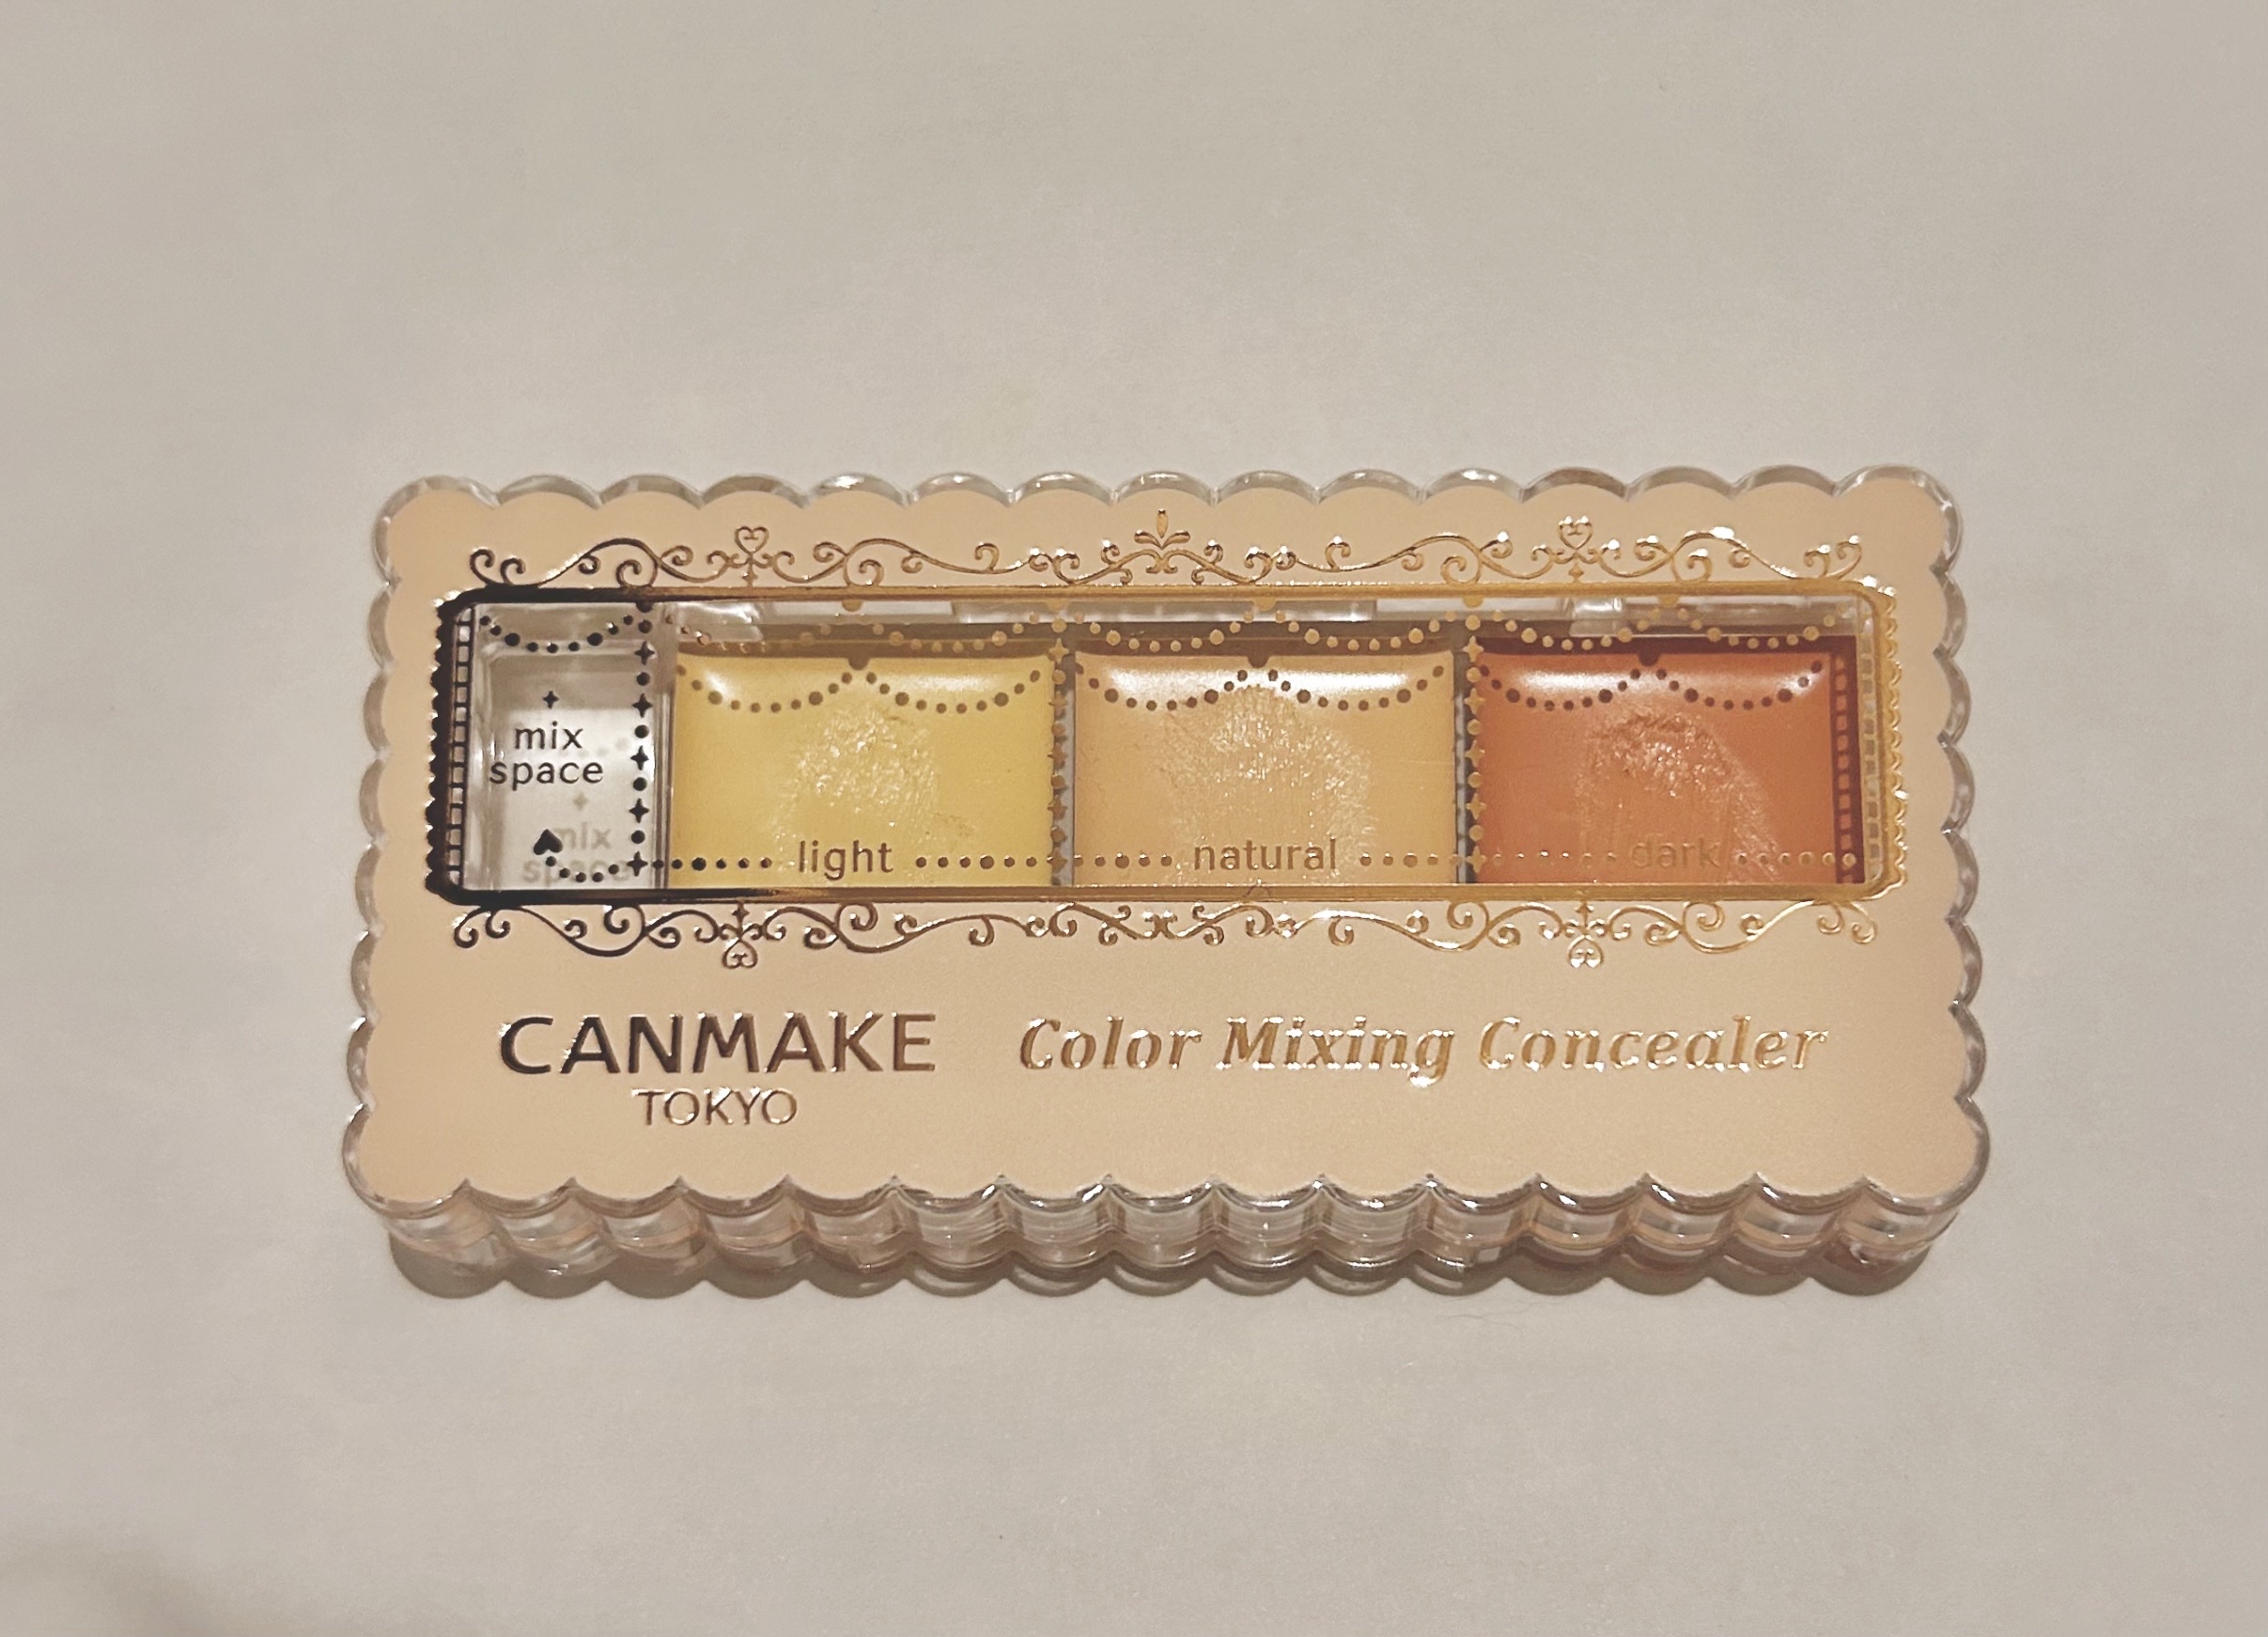 mix
space
mix
space
light
natural
dark
CANMAKE
TOKYO
Color Mixing Concealer